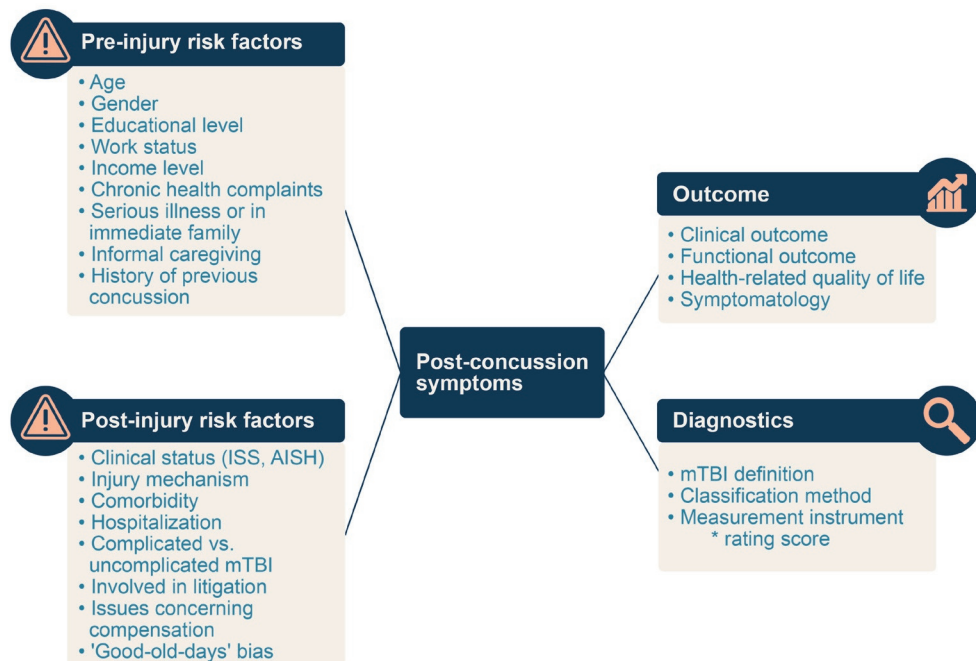 Pre-injury risk factors
• Age
• Gender
• Educational level
• Work status
• Income level
• Chronic health complaints
• Serious illness or in
immediate family
• Informal caregiving
• History of previous
concussion
Post-injury risk factors
• Clinical status (ISS, AISH)
• Injury mechanism
• Comorbidity
• Hospitalization
• Complicated vs.
uncomplicated mTBI
• Involved in litigation
• Issues concerning
compensation
• 'Good-old-days' bias
Post-concussion
symptoms
Outcome
• Clinical outcome
• Functional outcome
• Health-related quality of life
• Symptomatology
Diagnostics
• mTBI definition
• Classification method
• Measurement instrument
* rating score